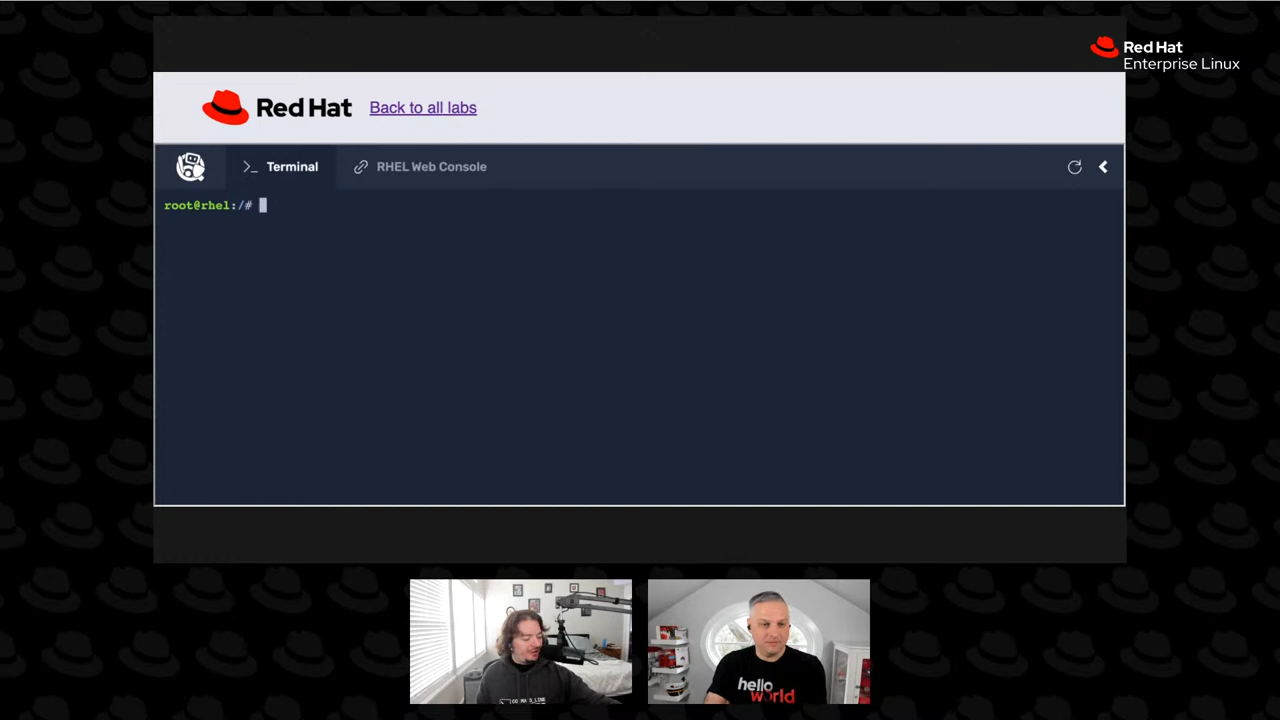 Red Hat
Enterprise Linux
Red Hat Back to all labs
>_ Terminal RHEL Web Console
root@rhel:/#
hello
world